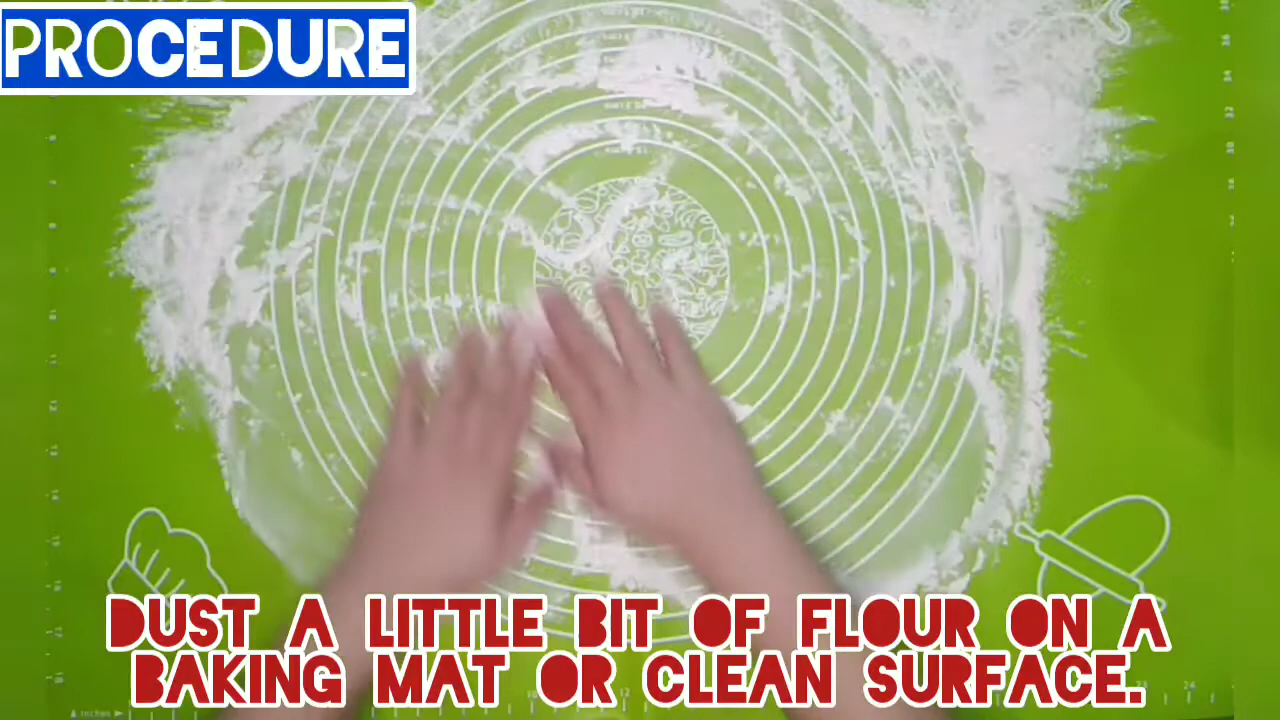 PROCEDURE
DUST A LITTLE BIT OF FLOUR ON A
BAKING MAT OR CLEAN SURFACE.